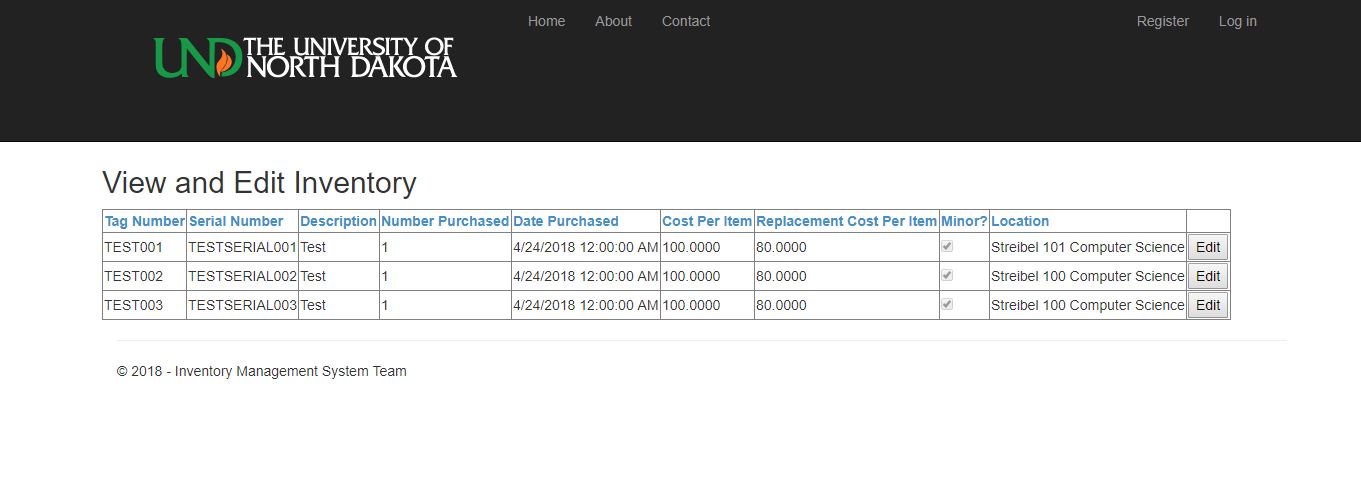 Home About Contact Register Log in
UND THE UNIVERSITY OF
NORTH DAKOTA
View and Edit Inventory
Tag Number Serial Number Description Number Purchased Date Purchased Cost Per Item Replacement Cost Per Item Minor? Location
TEST001 TESTSERIAL001 Test 1 4/24/2018 12:00:00 AM 100.0000 80.0000 Streibel 101 Computer Science Edit
TEST002 TESTSERIAL002 Test 1 4/24/2018 12:00:00 AM 100.0000 80.0000 Streibel 100 Computer Science Edit
TEST003 TESTSERIAL003 Test 1 4/24/2018 12:00:00 AM 100.0000 80.0000 Streibel 100 Computer Science Edit
© 2018 - Inventory Management System Team